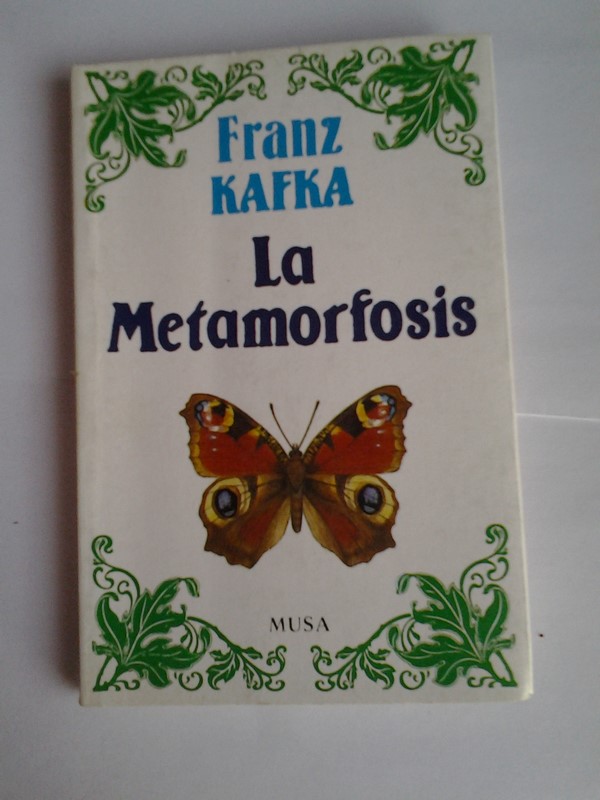 Franz
KAFKA
La
Metamorfosis
MUSA